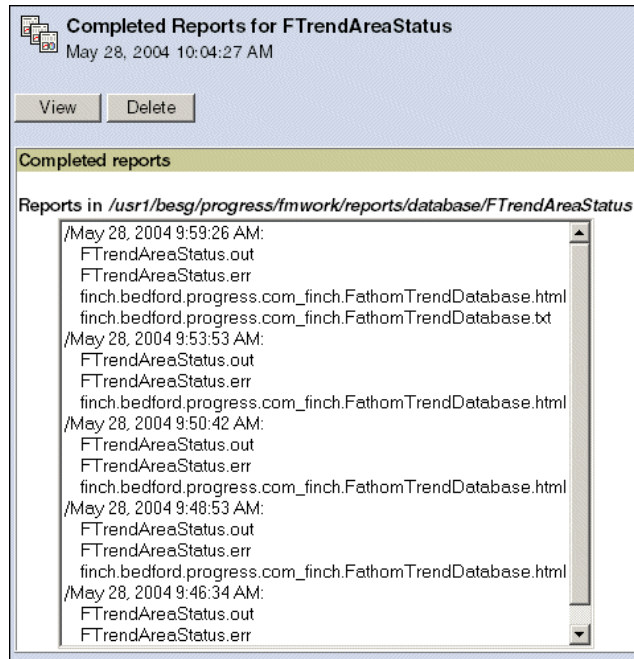 Completed Reports for FTrendAreaStatus
May 28, 2004 10:04:27 AM
View Delete
Completed reports
Reports in /usr1/besg/progress/fmwork/reports/database/FTrendAreaStatus
/May 28, 2004 9:59:26 AM:
FTrendAreaStatus.out
FTrendAreaStatus.err
finch.bedford.progress.com_finch.FathomTrendDatabase.html
finch.bedford.progress.com_finch.FathomTrendDatabase.txt
/May 28, 2004 9:53:53 AM:
FTrendAreaStatus.out
FTrendAreaStatus.err
finch.bedford.progress.com_finch.FathomTrendDatabase.html
/May 28, 2004 9:50:42 AM:
FTrendAreaStatus.out
FTrendAreaStatus.err
finch.bedford.progress.com_finch.FathomTrendDatabase.html
/May 28, 2004 9:48:53 AM:
FTrendAreaStatus.out
FTrendAreaStatus.err
finch.bedford.progress.com_finch.FathomTrendDatabase.html
/May 28, 2004 9:46:34 AM:
FTrendAreaStatus.out
FTrendAreaStatus.err